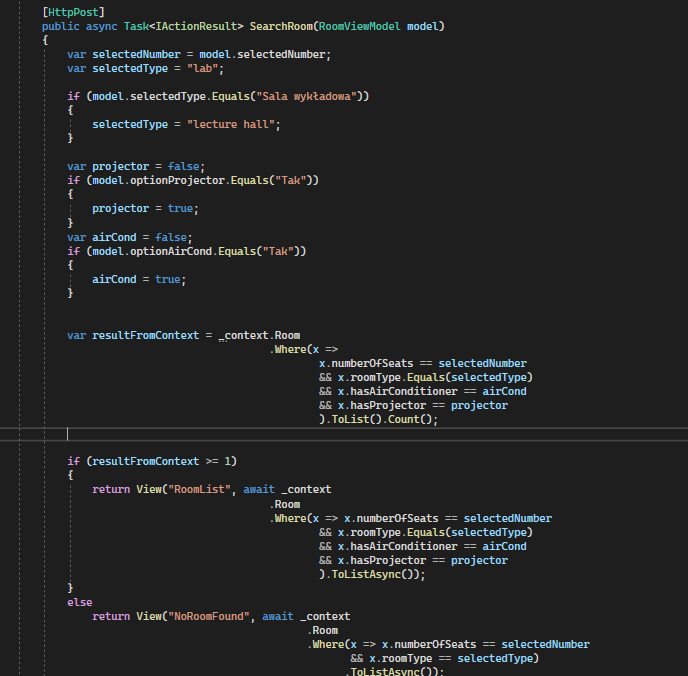 [HttpPost]
public async Task<IActionResult> SearchRoom(RoomViewModel model)
{
var selectedNumber = model.selectedNumber;
var selectedType = "lab";
if (model.selectedType.Equals("Sala wykładowa"))
{
selectedType = "lecture hall";
}
var projector = false;
if (model.optionProjector.Equals("Tak"))
{
projector = true;
}
var airCond = false;
if (model.optionAirCond.Equals("Tak"))
{
airCond = true;
}
var resultFromContext = _context.Room
.Where(x =>
x.numberOfSeats == selectedNumber
&& x.roomType.Equals(selectedType)
&& x.hasAirConditioner == airCond
&& x.hasProjector == projector
).ToList().Count();
if (resultFromContext >= 1)
{
return View("RoomList", await _context
.Room
.Where(x => x.numberOfSeats == selectedNumber
&& x.roomType.Equals(selectedType)
&& x.hasAirConditioner == airCond
&& x.hasProjector == projector
).ToListAsync());
}
else
return View("NoRoomFound", await _context
.Room
.Where(x => x.numberOfSeats == selectedNumber
&& x.roomType == selectedType)
.ToListAsync());